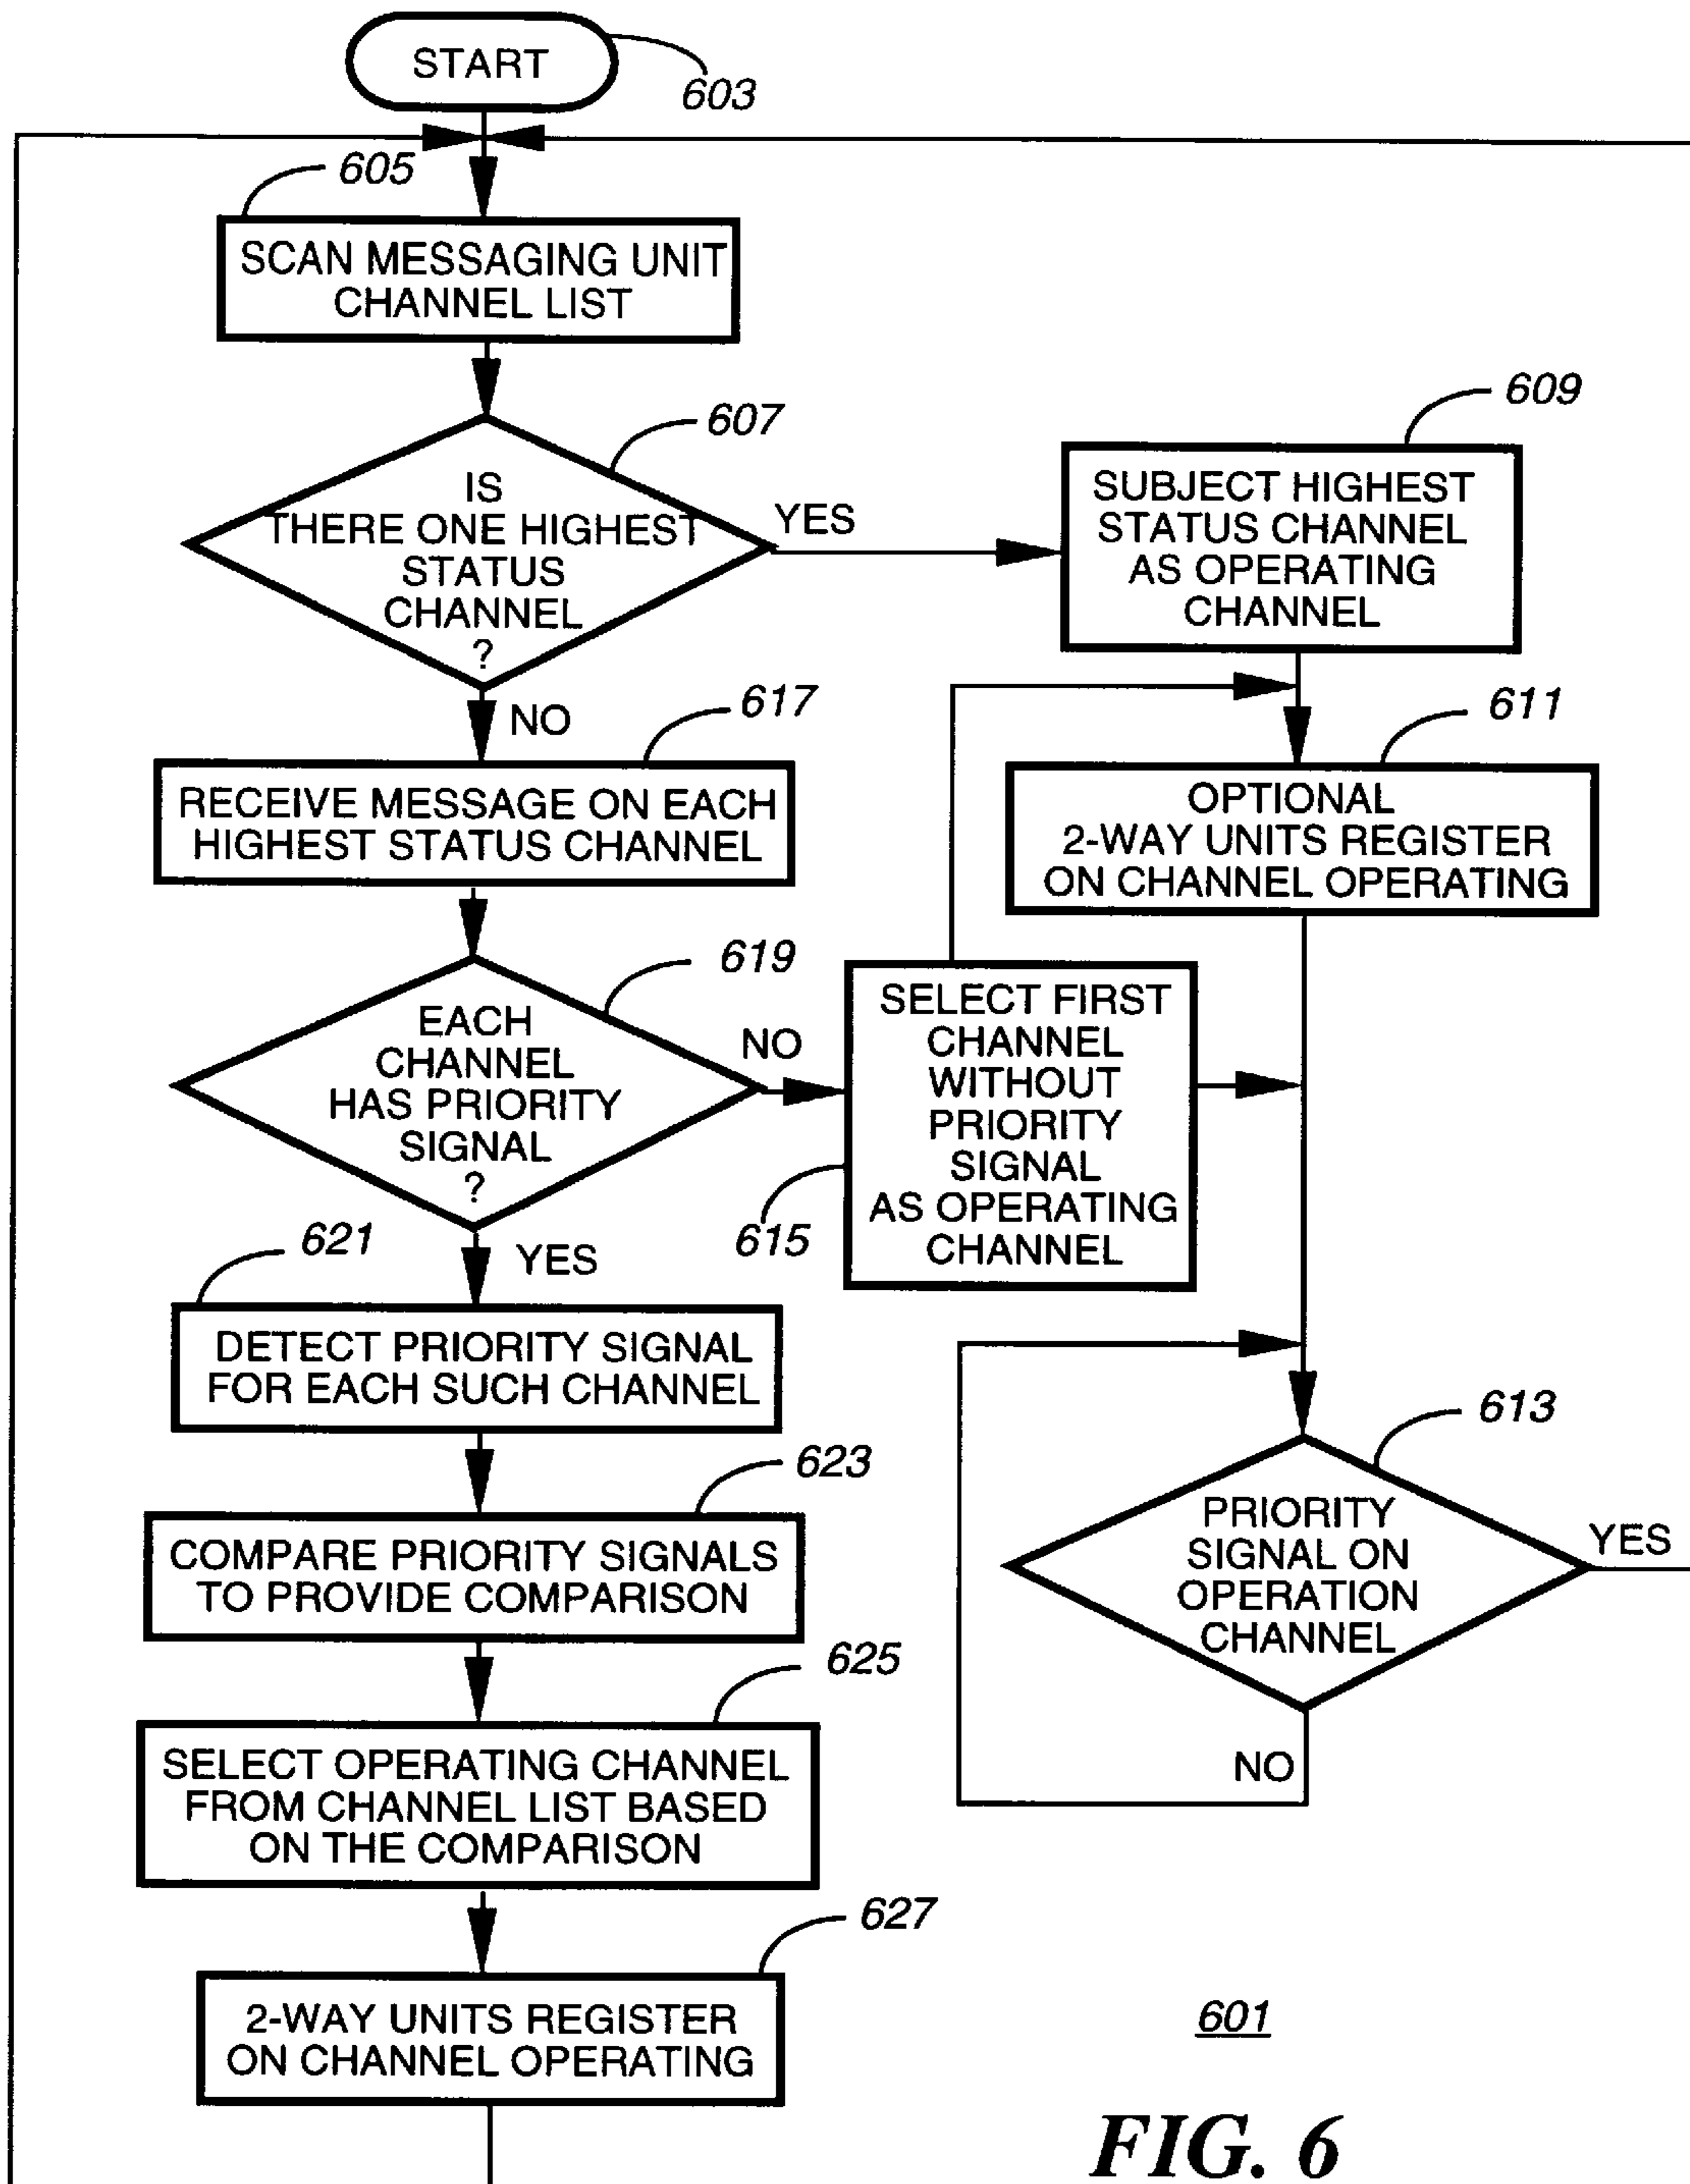 START
603
605
SCAN MESSAGING UNIT
CHANNEL LIST
607
IS
THERE ONE HIGHEST
STATUS
CHANNEL
?
YES
609
SUBJECT HIGHEST
STATUS CHANNEL
AS OPERATING
CHANNEL
NO
617
RECEIVE MESSAGE ON EACH
HIGHEST STATUS CHANNEL
611
OPTIONAL
2-WAY UNITS REGISTER
ON CHANNEL OPERATING
619
EACH
CHANNEL
HAS PRIORITY
SIGNAL
?
NO
SELECT FIRST
CHANNEL
WITHOUT
PRIORITY
SIGNAL
AS OPERATING
CHANNEL
615
YES
621
DETECT PRIORITY SIGNAL
FOR EACH SUCH CHANNEL
613
PRIORITY
SIGNAL ON
OPERATION
CHANNEL
YES
NO
623
COMPARE PRIORITY SIGNALS
TO PROVIDE COMPARISON
625
SELECT OPERATING CHANNEL
FROM CHANNEL LIST BASED
ON THE COMPARISON
627
2-WAY UNITS REGISTER
ON CHANNEL OPERATING
601
FIG. 6